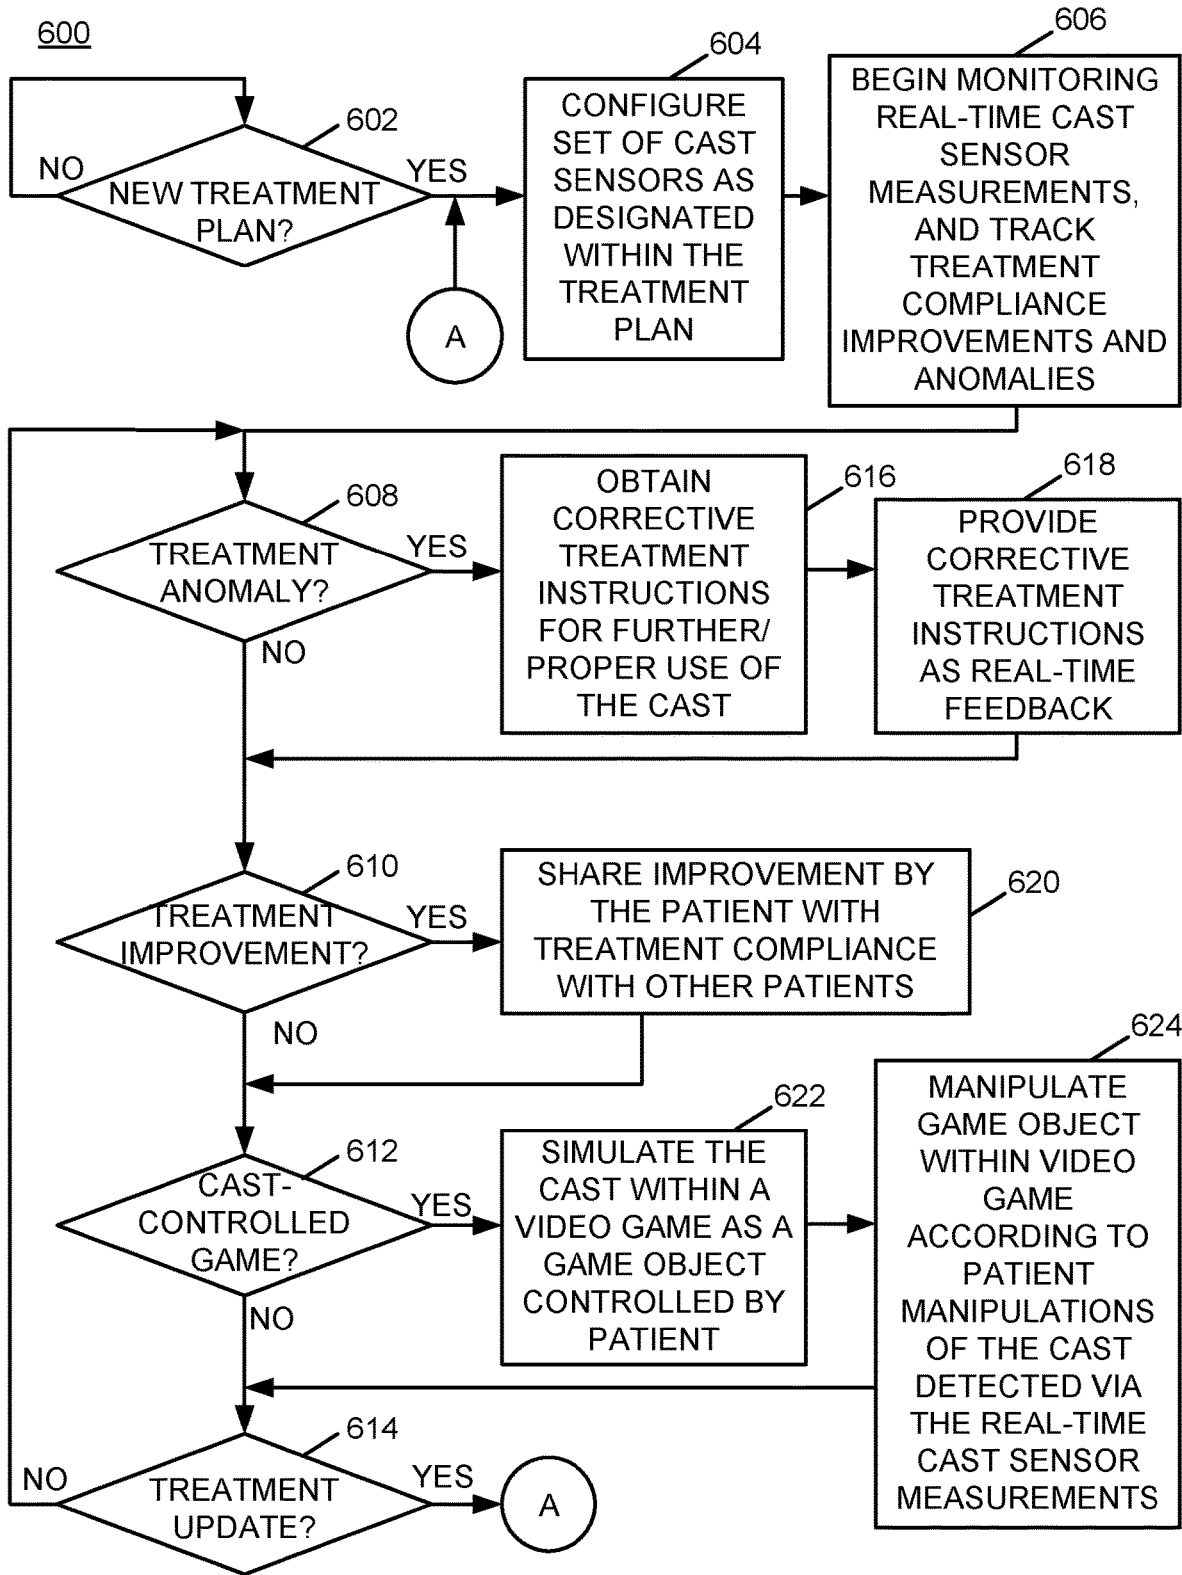 600
602
NEW TREATMENT
PLAN?
NO
YES
A
604
CONFIGURE
SET OF CAST
SENSORS AS
DESIGNATED
WITHIN THE
TREATMENT
PLAN
606
BEGIN MONITORING
REAL-TIME CAST
SENSOR
MEASUREMENTS,
AND TRACK
TREATMENT
COMPLIANCE
IMPROVEMENTS AND
ANOMALIES
608
TREATMENT
ANOMALY?
YES
NO
616
OBTAIN
CORRECTIVE
TREATMENT
INSTRUCTIONS
FOR FURTHER/
PROPER USE OF
THE CAST
618
PROVIDE
CORRECTIVE
TREATMENT
INSTRUCTIONS
AS REAL-TIME
FEEDBACK
610
TREATMENT
IMPROVEMENT?
YES
NO
620
SHARE IMPROVEMENT BY
THE PATIENT WITH
TREATMENT COMPLIANCE
WITH OTHER PATIENTS
612
CAST-
CONTROLLED
GAME?
YES
NO
622
SIMULATE THE
CAST WITHIN A
VIDEO GAME AS A
GAME OBJECT
CONTROLLED BY
PATIENT
624
MANIPULATE
GAME OBJECT
WITHIN VIDEO
GAME
ACCORDING TO
PATIENT
MANIPULATIONS
OF THE CAST
DETECTED VIA
THE REAL-TIME
CAST SENSOR
MEASUREMENTS
614
TREATMENT
UPDATE?
NO
YES
A